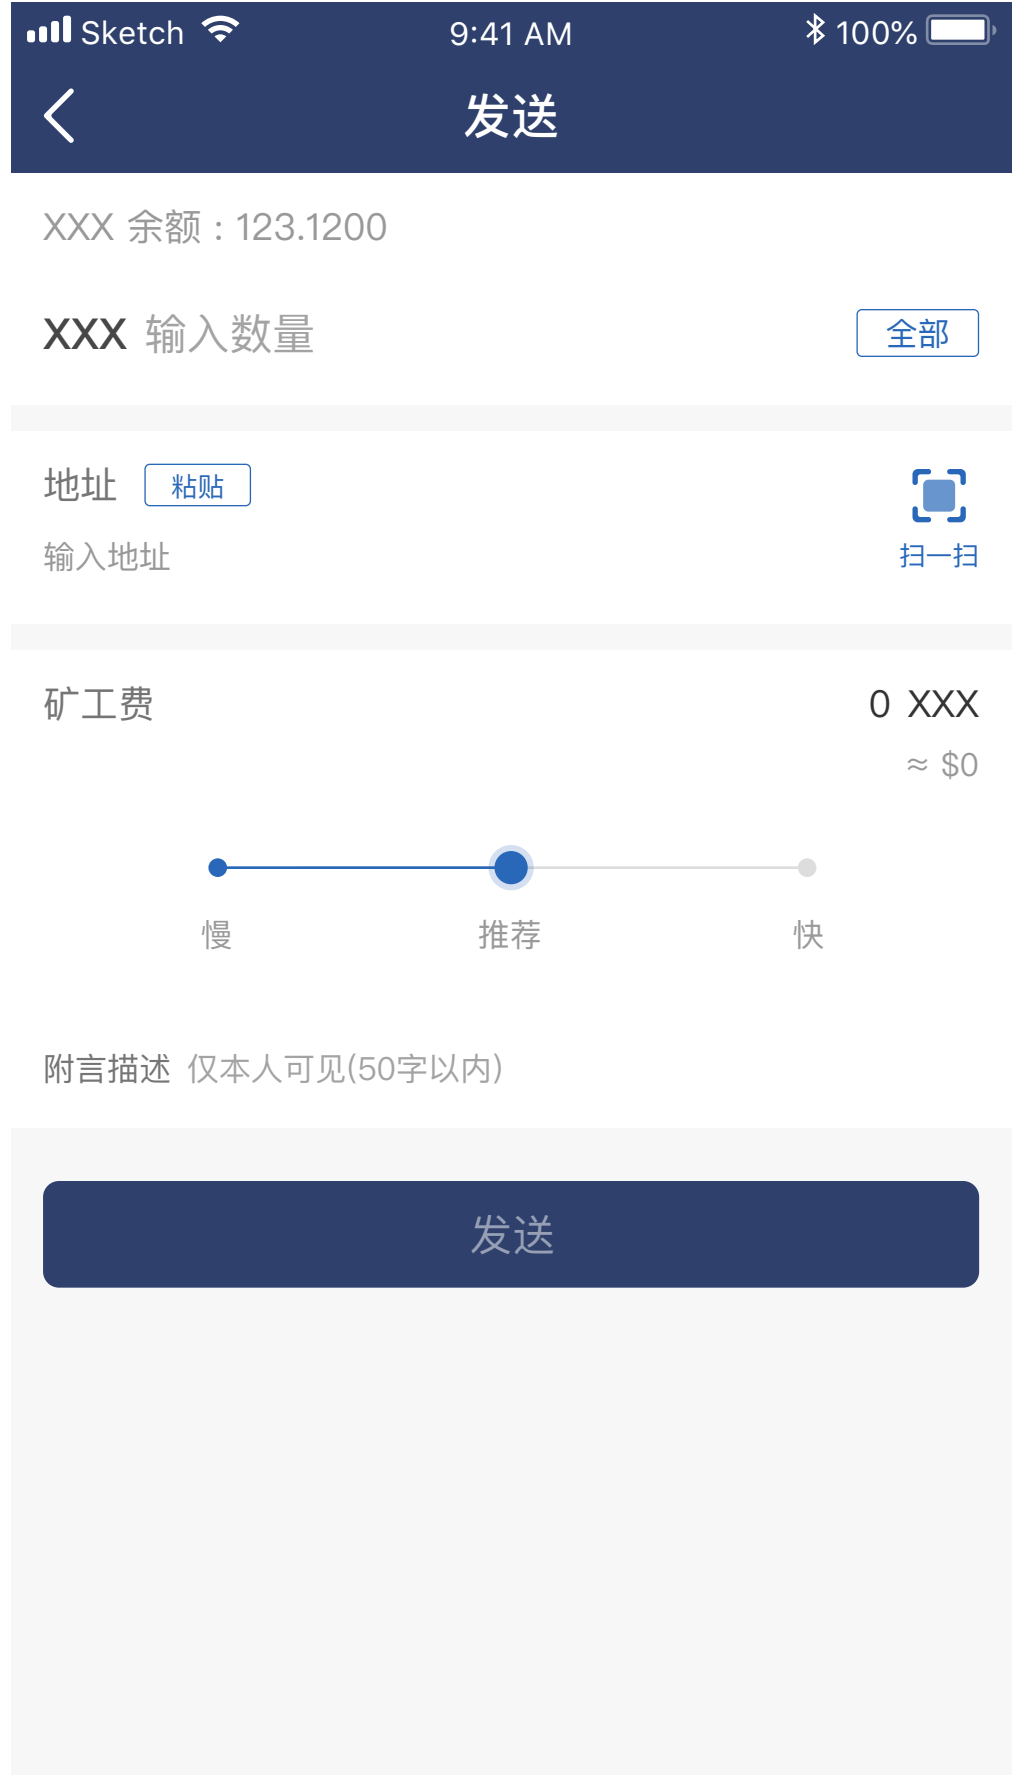 Sketch 9:41 AM 100%
发送
XXX 余额：123.1200
XXX 输入数量 全部
地址 粘贴
输入地址 扫一扫
矿工费 0 XXX
≈ $0
慢 推荐 快
附言描述 仅本人可见(50字以内)
发送